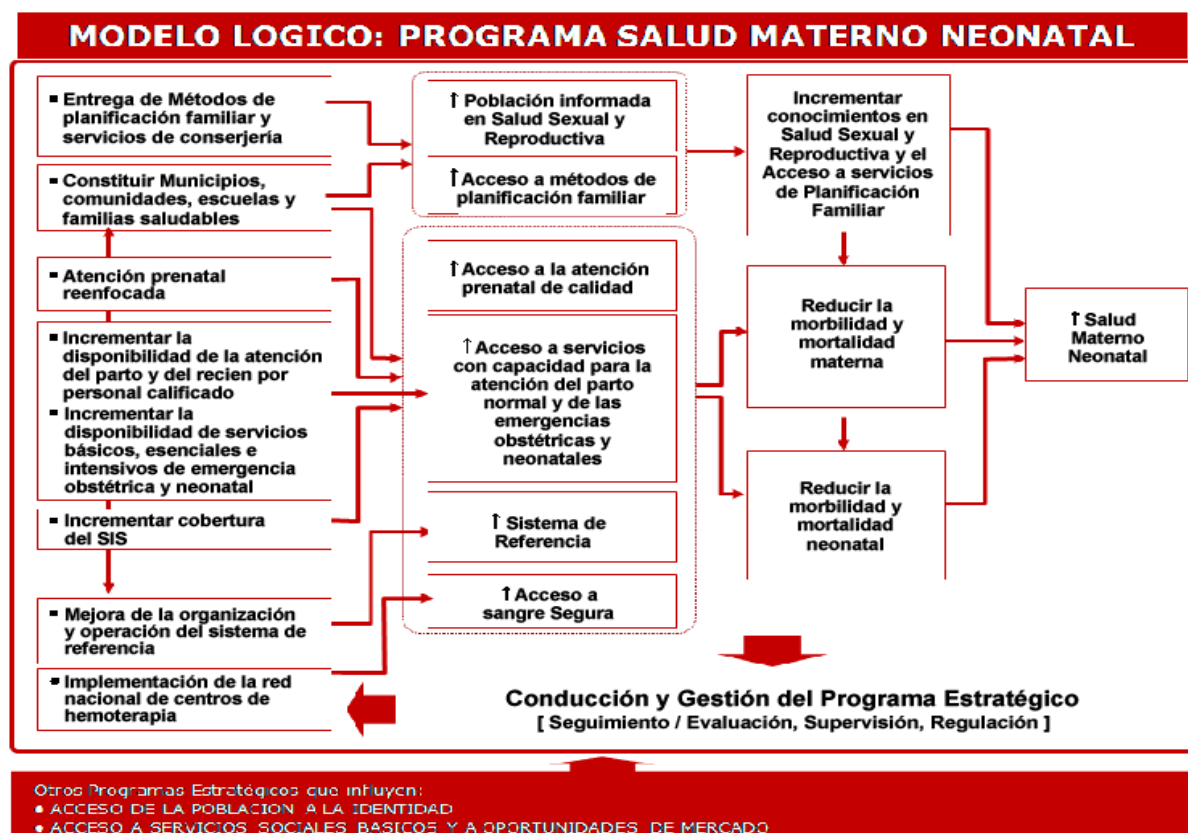 MODELO LOGICO: PROGRAMA SALUD MATERNO NEONATAL
▪ Entrega de Métodos de
planificación familiar y
servicios de conserjería
▪ Constituir Municipios,
comunidades, escuelas y
familias saludables
▪ Atención prenatal
reenfocada
▪ Incrementar la
disponibilidad de la atención
del parto y del recien por
personal calificado
▪ Incrementar la
disponibilidad de servicios
básicos, esenciales e
intensivos de emergencia
obstétrica y neonatal
▪ Incrementar cobertura
del SIS
▪ Mejora de la organización
y operación del sistema de
referencia
▪ Implementación de la red
nacional de centros de
hemoterapia
↑ Población informada
en Salud Sexual y
Reproductiva
↑ Acceso a métodos de
planificación familiar
↑ Acceso a la atención
prenatal de calidad
↑ Acceso a servicios
con capacidad para la
atención del parto
normal y de las
emergencias
obstétricas y
neonatales
↑ Sistema de
Referencia
↑ Acceso a
sangre Segura
Incrementar
conocimientos en
Salud Sexual y
Reproductiva y el
Acceso a servicios
de Planificación
Familiar
Reducir la
morbilidad y
mortalidad
materna
Reducir la
morbilidad y
mortalidad
neonatal
↑ Salud
Materno
Neonatal
Conducción y Gestión del Programa Estratégico
[ Seguimiento / Evaluación, Supervisión, Regulación ]
Otros Programas Estratégicos que influyen:
● ACCESO DE LA POBLACION A LA IDENTIDAD
● ACCESO A SERVICIOS SOCIALES BASICOS Y A OPORTUNIDADES DE MERCADO